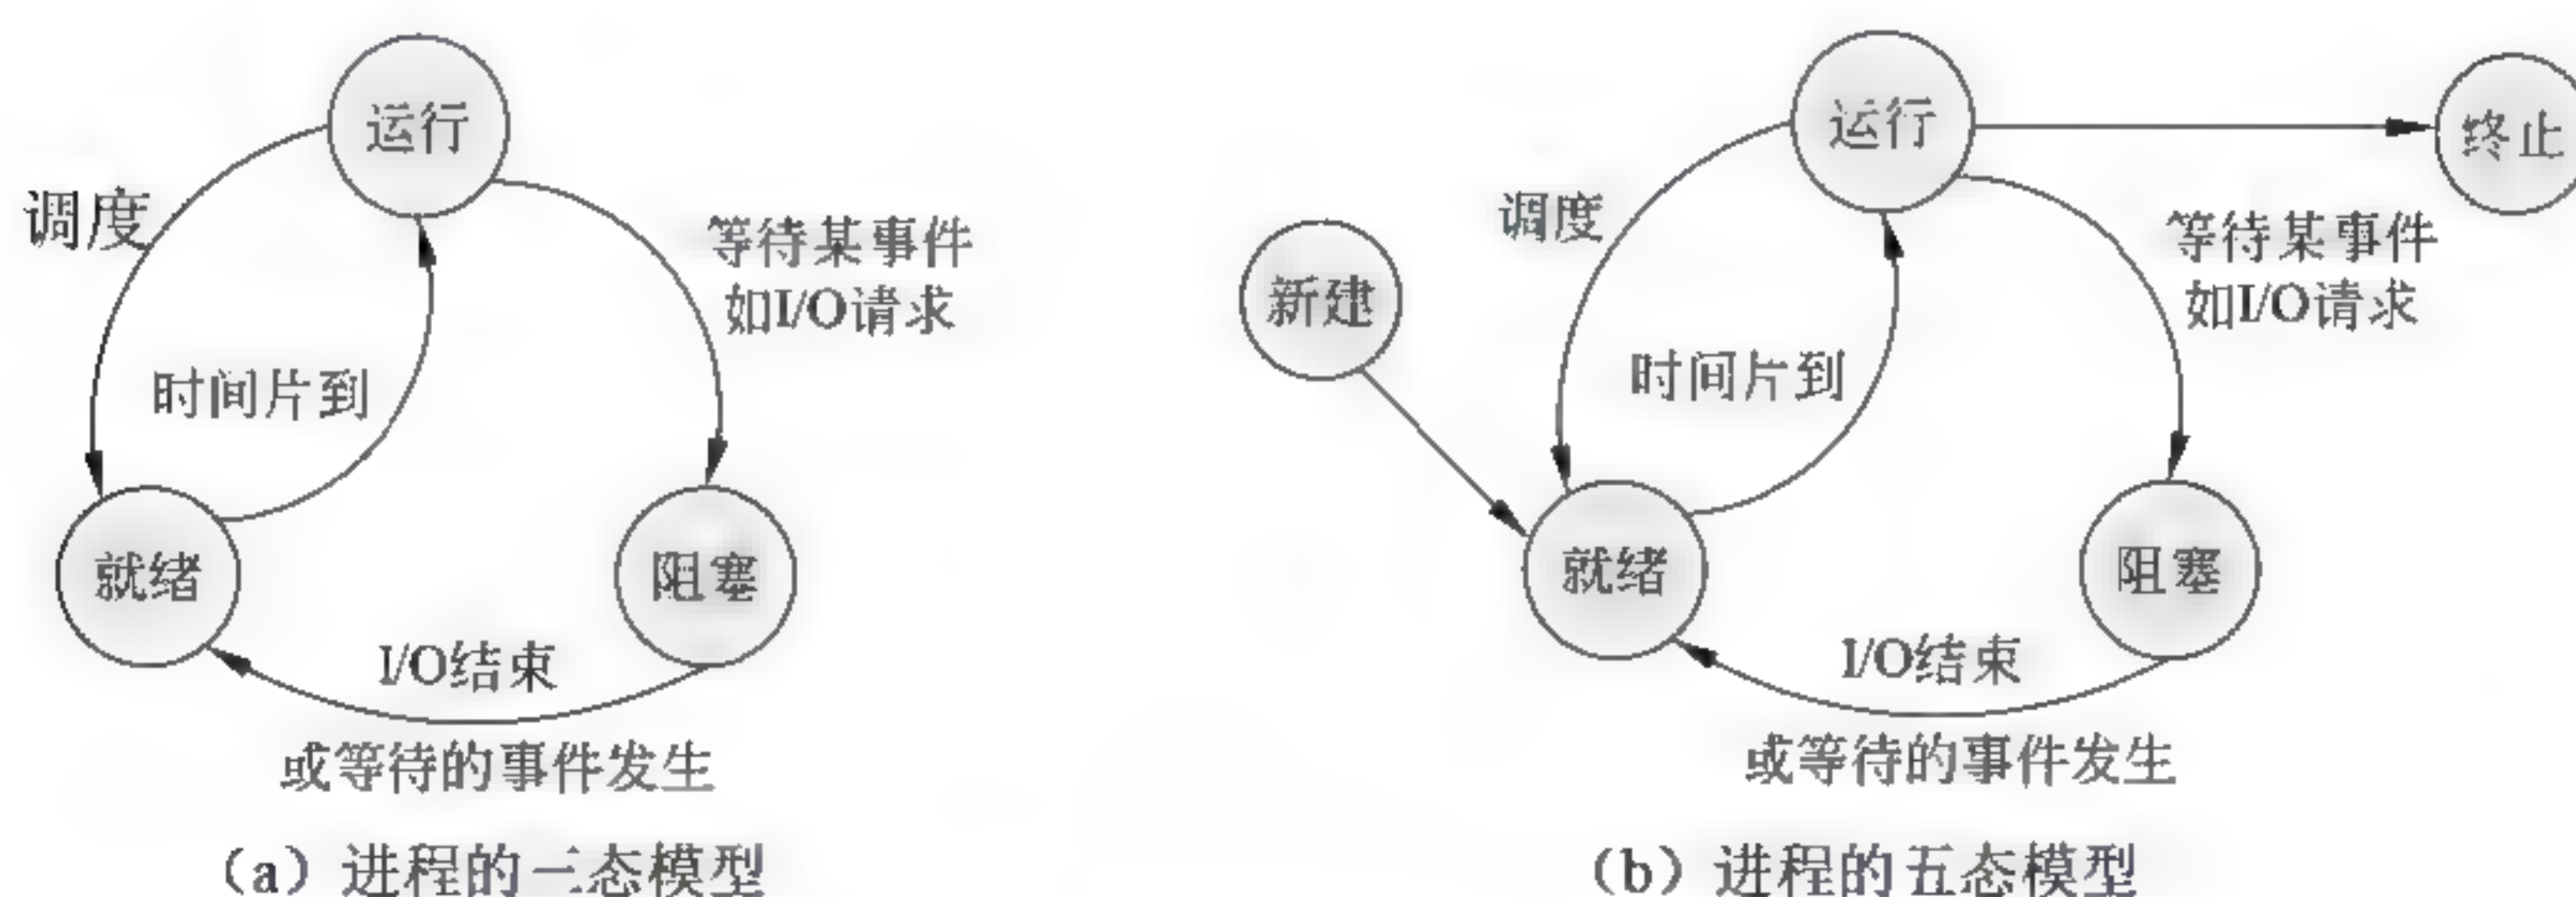 运行
调度
等待某事件
如I/O请求
时间片到
就绪
阻塞
I/O结束
或等待的事件发生
(a) 进程的三态模型
运行
终止
调度
新建
等待某事件
如I/O请求
时间片到
就绪
阻塞
I/O结束
或等待的事件发生
(b) 进程的五态模型